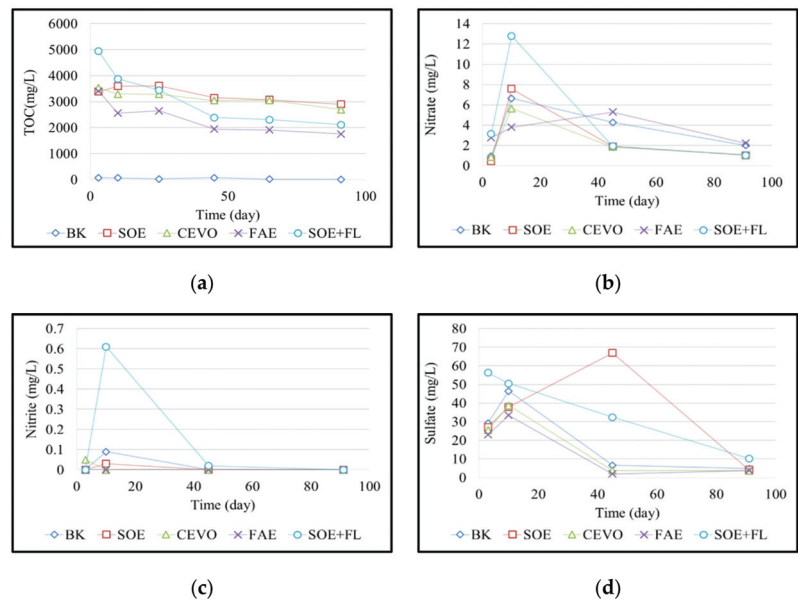 6000
5000
4000
3000
2000
1000
0
TOC(mg/L)
0 50 100
Time (day)
BK SOE CEVO FAE SOE+FL
(a)
14
12
10
8
6
4
2
0
Nitrate (mg/L)
0 20 40 60 80 100
Time (day)
BK SOE CEVO FAE SOE+FL
(b)
0.7
0.6
0.5
0.4
0.3
0.2
0.1
0
Nitrite (mg/L)
0 20 40 60 80 100
Time (day)
BK SOE CEVO FAE SOE+FL
(c)
80
70
60
50
40
30
20
10
0
Sulfate (mg/L)
0 20 40 60 80 100
Time (day)
BK SOE CEVO FAE SOE+FL
(d)